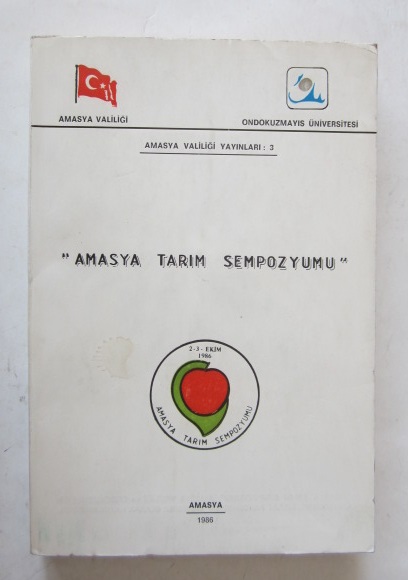 AMASYA VALİLİĞİ
ONDOKUZMAYIS ÜNİVERSİTESİ
AMASYA VALİLİĞİ YAYINLARI : 3
"AMASYA TARIM SEMPOZYUMU"
2-3 - EKİM
1986
AMASYA TARIM SEMPOZYUMU
AMASYA
1986